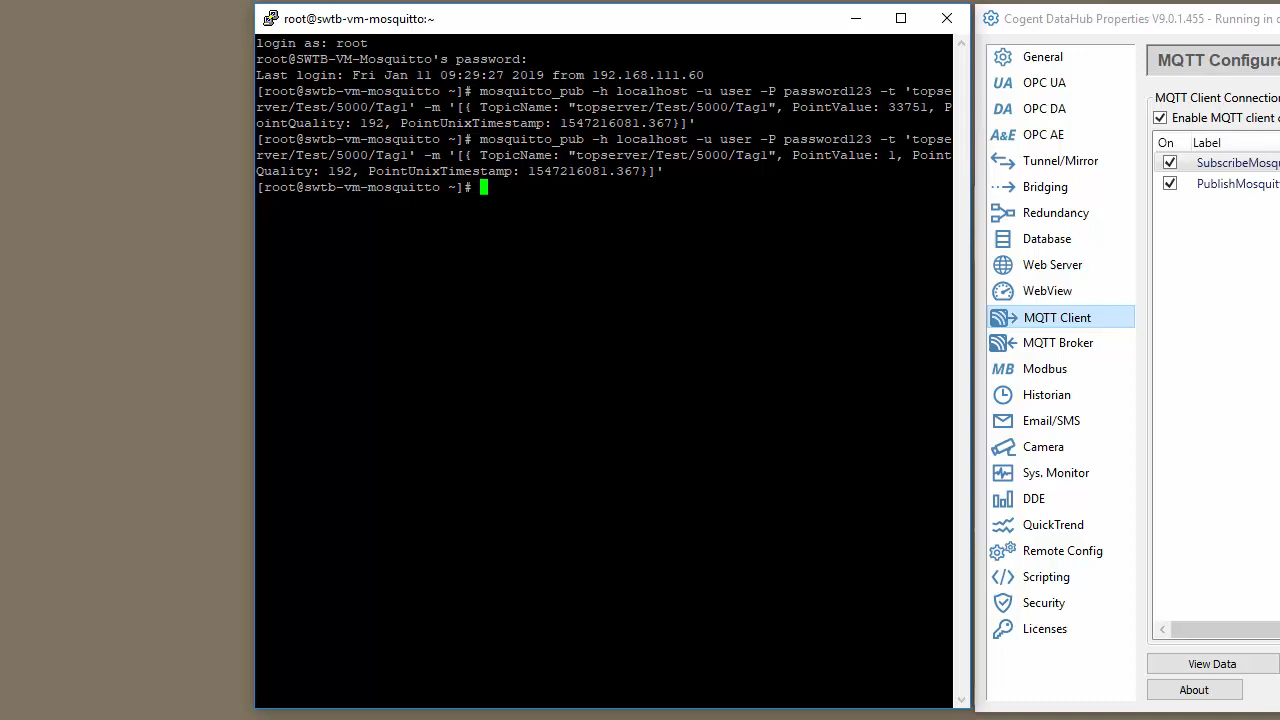 root@swtb-vm-mosquitto:~
login as: root
root@SWTB-VM-Mosquitto's password:
Last login: Fri Jan 11 09:29:27 2019 from 192.168.111.60
[root@swtb-vm-mosquitto ~]# mosquitto_pub -h localhost -u user -P password123 -t 'topse
rver/Test/5000/Tag1' -m '[{ TopicName: "topserver/Test/5000/Tag1", PointValue: 33751, P
ointQuality: 192, PointUnixTimestamp: 1547216081.367}]'
[root@swtb-vm-mosquitto ~]# mosquitto_pub -h localhost -u user -P password123 -t 'topse
rver/Test/5000/Tag1' -m '[{ TopicName: "topserver/Test/5000/Tag1", PointValue: 1, Point
Quality: 192, PointUnixTimestamp: 1547216081.367}]'
[root@swtb-vm-mosquitto ~]#
Cogent DataHub Properties V9.0.1.455 - Running in
General
UA OPC UA
DA OPC DA
A&E OPC AE
Tunnel/Mirror
Bridging
Redundancy
Database
Web Server
WebView
MQTT Client
MQTT Broker
MB Modbus
Historian
Email/SMS
Camera
Sys. Monitor
DDE
QuickTrend
Remote Config
Scripting
Security
Licenses
MQTT Configura
MQTT Client Connection
Enable MQTT client
On Label
SubscribeMosqu
PublishMosquit
View Data
About